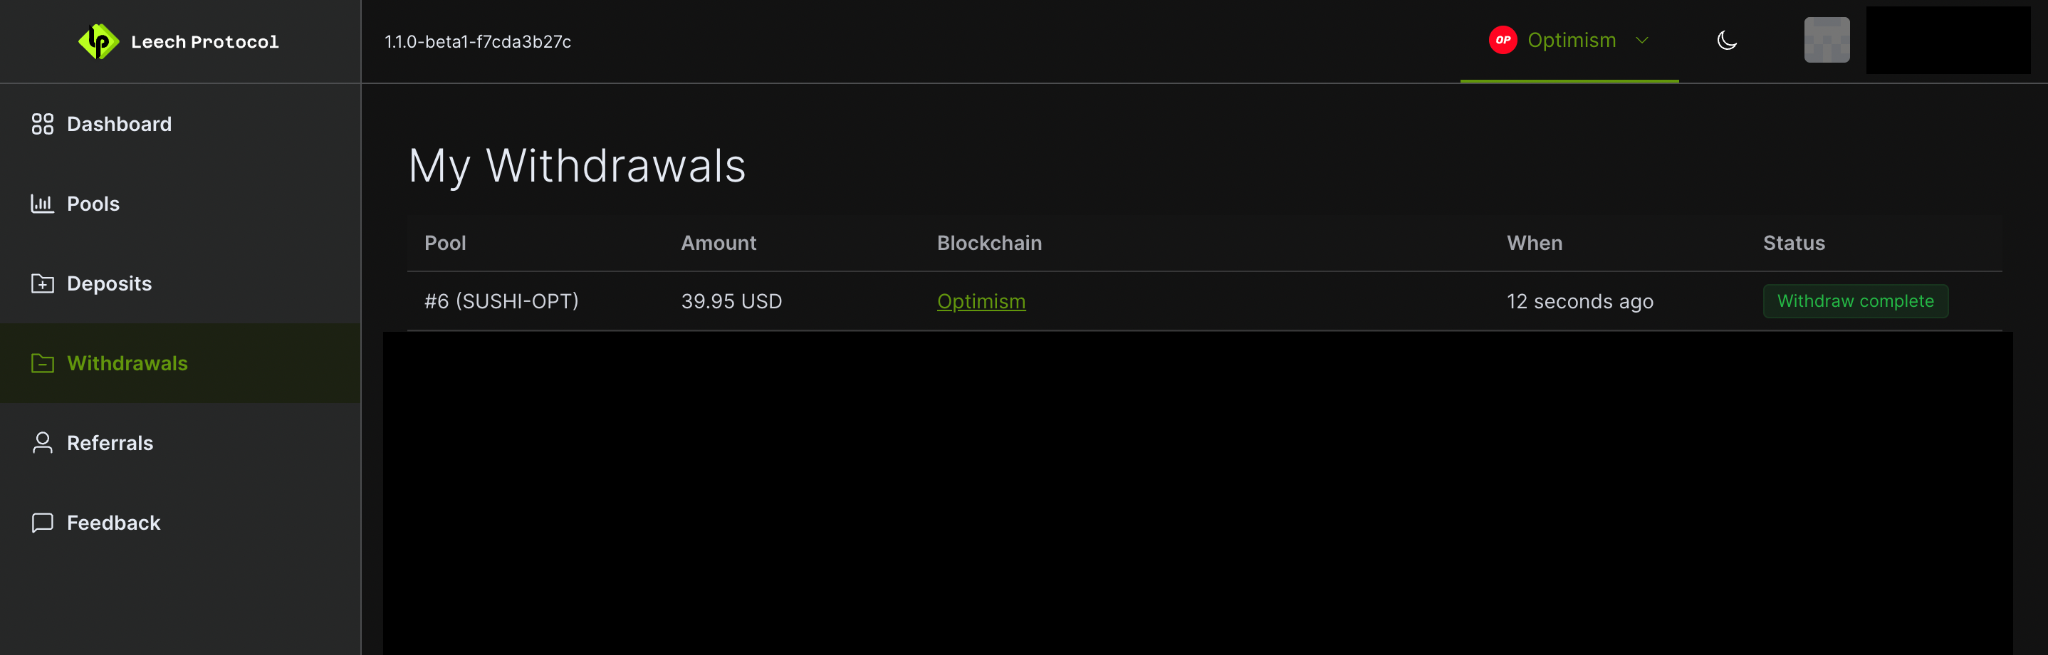 Leech Protocol
1.1.0-beta1-f7cda3b27c
OP Optimism
Dashboard
Pools
Deposits
Withdrawals
Referrals
Feedback
My Withdrawals
Pool Amount Blockchain When Status
#6 (SUSHI-OPT) 39.95 USD Optimism 12 seconds ago Withdraw complete